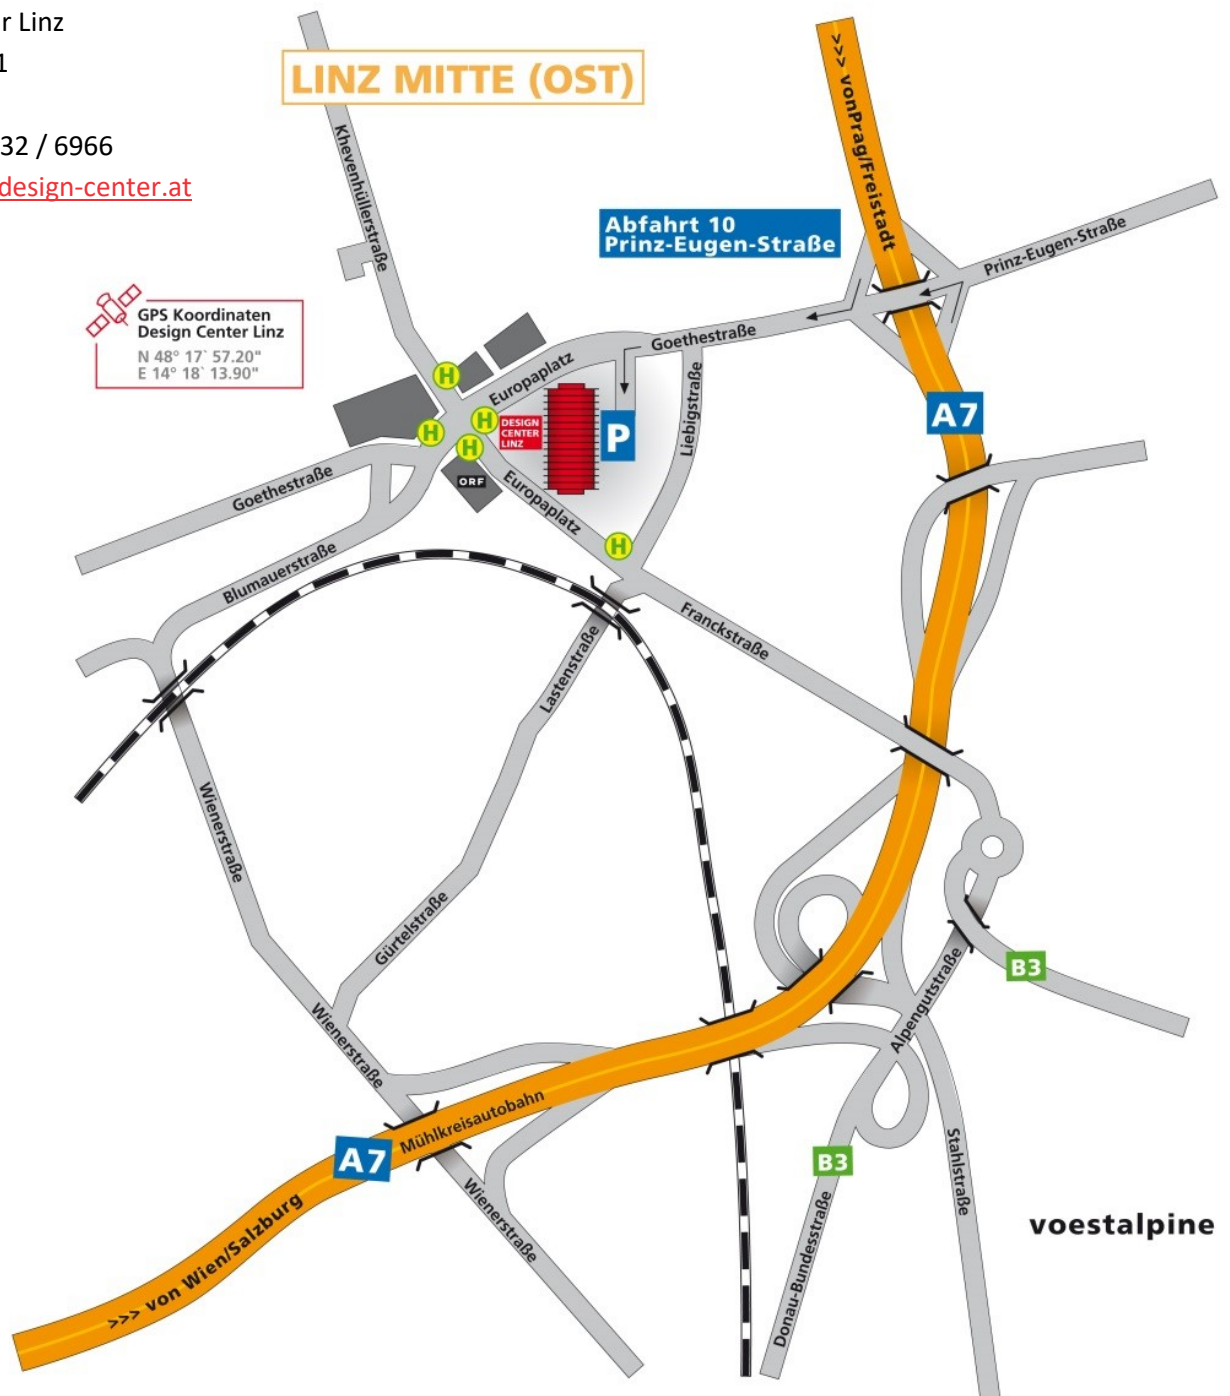 r Linz
1
32 / 6966
design-center.at
LINZ MITTE (OST)
>>> vonPrag/Freistadt
Khevenhüllerstraße
Abfahrt 10
Prinz-Eugen-Straße
Prinz-Eugen-Straße
GPS Koordinaten
Design Center Linz
N 48° 17` 57.20"
E 14° 18` 13.90"
Goethestraße
Europaplatz
Liebigstraße
H
A7
H
DESIGN
CENTER
LINZ
P
H
H
Goethestraße
ORF
Europaplatz
H
Blumauerstraße
Franckstraße
Lastenstraße
Wienerstraße
Gürtelstraße
B3
Alpengutstraße
Wienerstraße
Mühlkreisautobahn
A7
B3
Stahlstraße
Wienerstraße
>>> von Wien/Salzburg
Donau-Bundesstraße
voestalpine